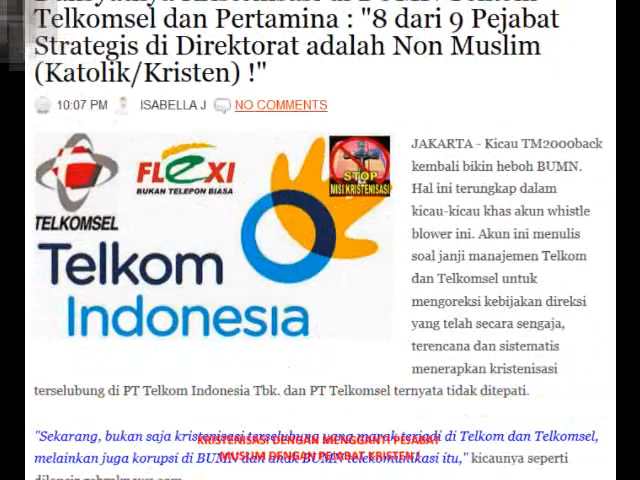 Telkomsel dan Pertamina : "8 dari 9 Pejabat
Strategis di Direktorat adalah Non Muslim
(Katolik/Kristen) !"
10:07 PM ISABELLA J NO COMMENTS
TELKOMSEL
FLEXI
BUKAN TELEPON BIASA
STOP
MISI KRISTENISASI
Telkom
Indonesia
JAKARTA - Kicau TM2000back
kembali bikin heboh BUMN.
Hal ini terungkap dalam
kicau-kicau khas akun whistle
blower ini. Akun ini menulis
soal janji manajemen Telkom
dan Telkomsel untuk
mengoreksi kebijakan direksi
yang telah secara sengaja,
terencana dan sistematis
menerapkan kristenisasi
terselubung di PT Telkom Indonesia Tbk. dan PT Telkomsel ternyata tidak ditepati.
"Sekarang, bukan saja kristenisasi terselubung yang marak terjadi di Telkom dan Telkomsel,
melainkan juga korupsi di BUMN dan anak BUMN telekomunikasi itu," kicaunya seperti
KRISTENISASI DENGAN MENGGANTI PEJABAT
MUSLIM DENGAN PEJABAT KRISTEN